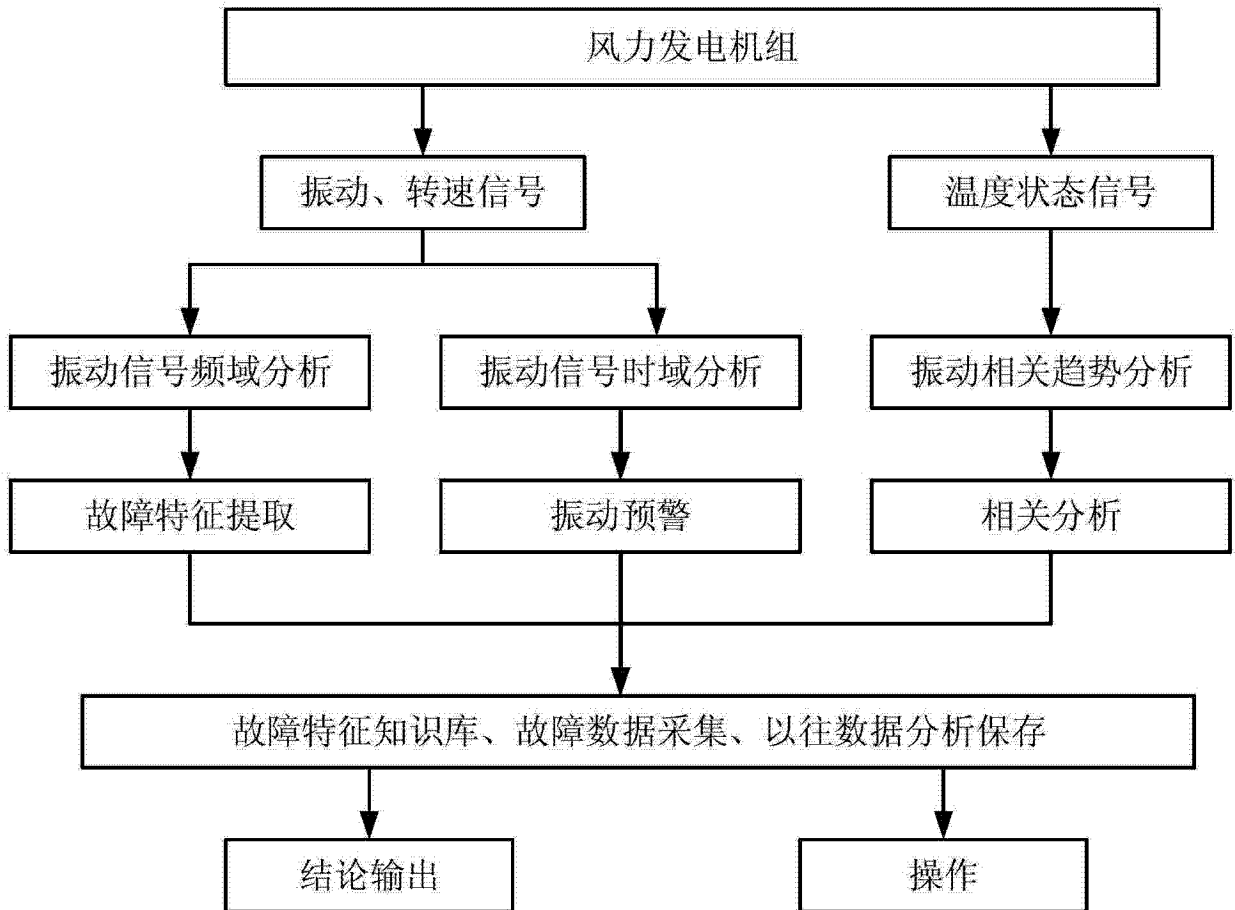 风力发电机组
振动、转速信号
温度状态信号
振动信号频域分析
振动信号时域分析
振动相关趋势分析
故障特征提取
振动预警
相关分析
故障特征知识库、故障数据采集、以往数据分析保存
结论输出
操作